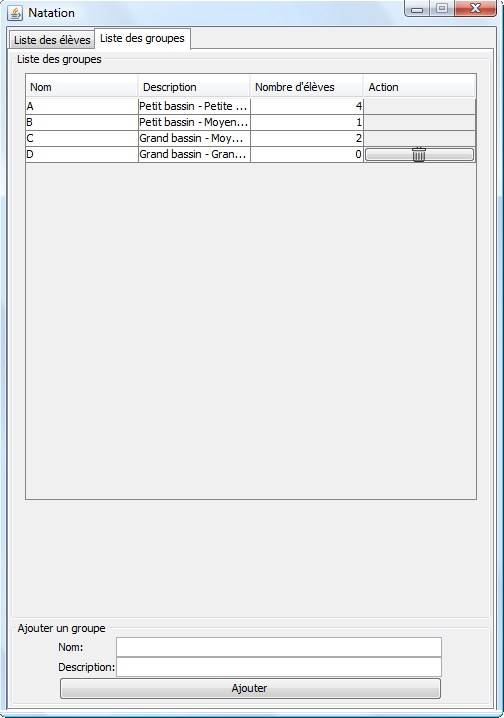 Natation
Liste des élèves Liste des groupes
Liste des groupes
Nom Description Nombre d'élèves Action
A Petit bassin - Petite ... 4
B Petit bassin - Moyen... 1
C Grand bassin - Moy... 2
D Grand bassin - Gran... 0
Ajouter un groupe
Nom:
Description:
Ajouter